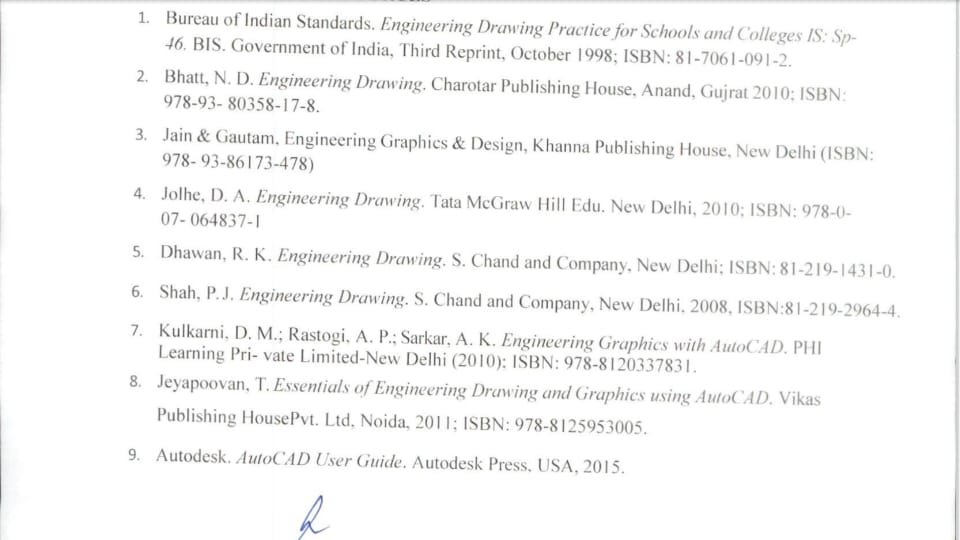 1. Bureau of Indian Standards. Engineering Drawing Practice for Schools and Colleges IS: Sp-
46. BIS. Government of India, Third Reprint, October 1998; ISBN: 81-7061-091-2.
2. Bhatt, N. D. Engineering Drawing. Charotar Publishing House, Anand, Gujrat 2010; ISBN:
978-93- 80358-17-8.
3. Jain & Gautam, Engineering Graphics & Design, Khanna Publishing House, New Delhi (ISBN:
978- 93-86173-478)
4. Jolhe, D. A. Engineering Drawing. Tata McGraw Hill Edu. New Delhi, 2010; ISBN: 978-0-
07- 064837-1
5. Dhawan, R. K. Engineering Drawing. S. Chand and Company, New Delhi; ISBN: 81-219-1431-0.
6. Shah, P.J. Engineering Drawing. S. Chand and Company, New Delhi, 2008, ISBN:81-219-2964-4.
7. Kulkarni, D. M.; Rastogi, A. P.; Sarkar, A. K. Engineering Graphics with AutoCAD. PHI
Learning Pri- vate Limited-New Delhi (2010); ISBN: 978-8120337831.
8. Jeyapoovan, T. Essentials of Engineering Drawing and Graphics using AutoCAD. Vikas
Publishing HousePvt. Ltd, Noida, 2011; ISBN: 978-8125953005.
9. Autodesk. AutoCAD User Guide. Autodesk Press, USA, 2015.